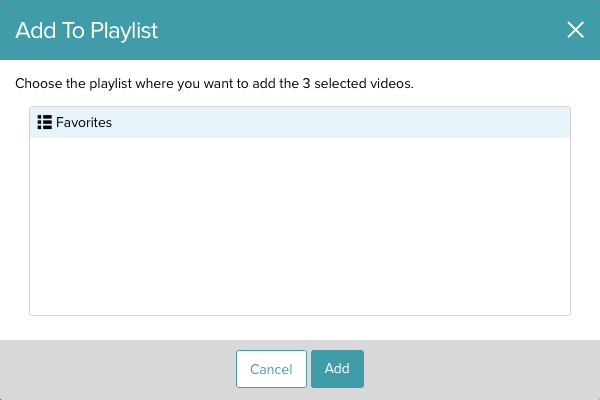 Add To Playlist
Choose the playlist where you want to add the 3 selected videos.
Favorites
Cancel
Add